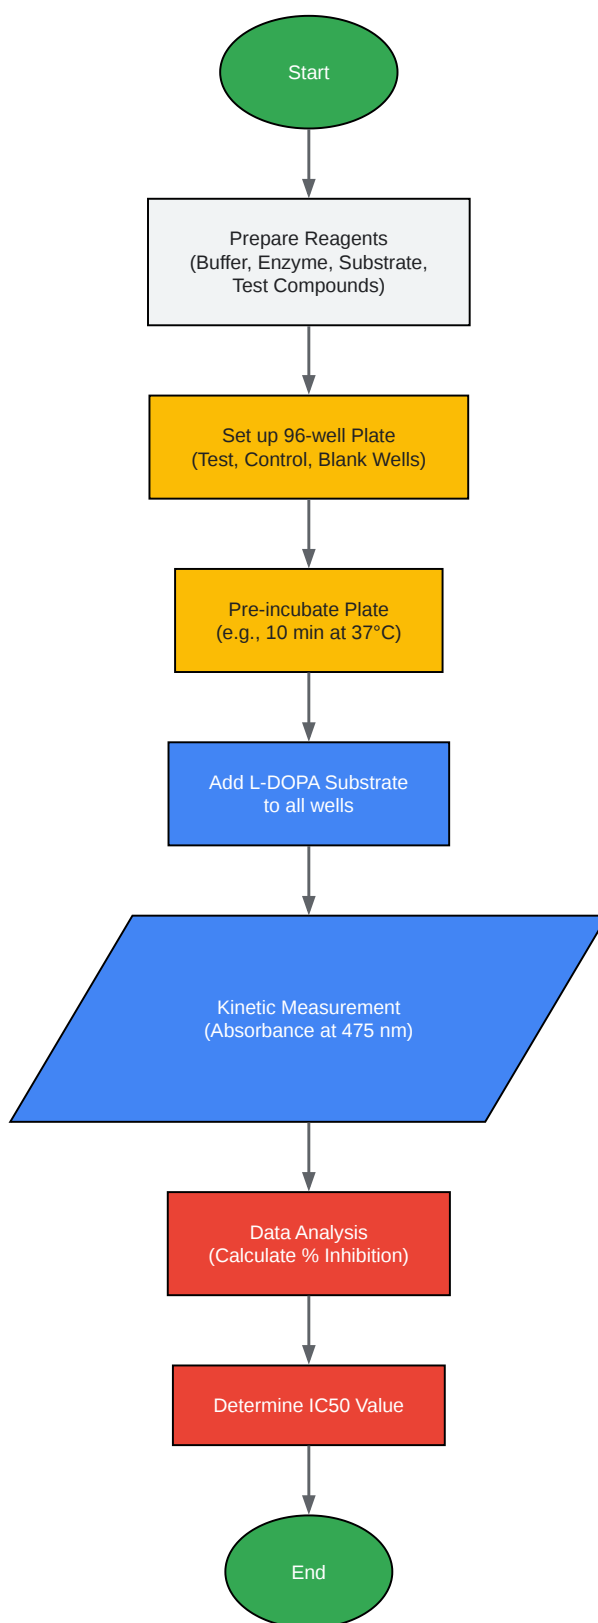 Start
Prepare Reagents
(Buffer, Enzyme, Substrate,
Test Compounds)
Set up 96-well Plate
(Test, Control, Blank Wells)
Pre-incubate Plate
(e.g., 10 min at 37°C)
Add L-DOPA Substrate
to all wells
Kinetic Measurement
(Absorbance at 475 nm)
Data Analysis
(Calculate % Inhibition)
Determine IC50 Value
End